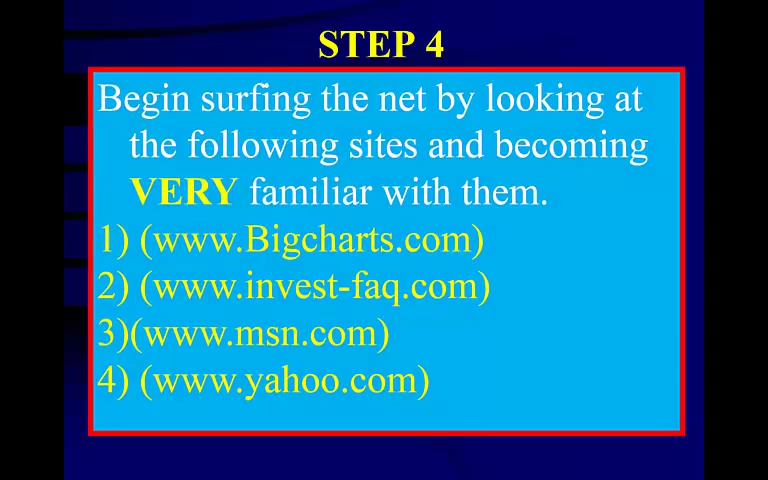 STEP 4
Begin surfing the net by looking at
the following sites and becoming
VERY familiar with them.
1) (www.Bigcharts.com)
2) (www.invest-faq.com)
3)(www.msn.com)
4) (www.yahoo.com)